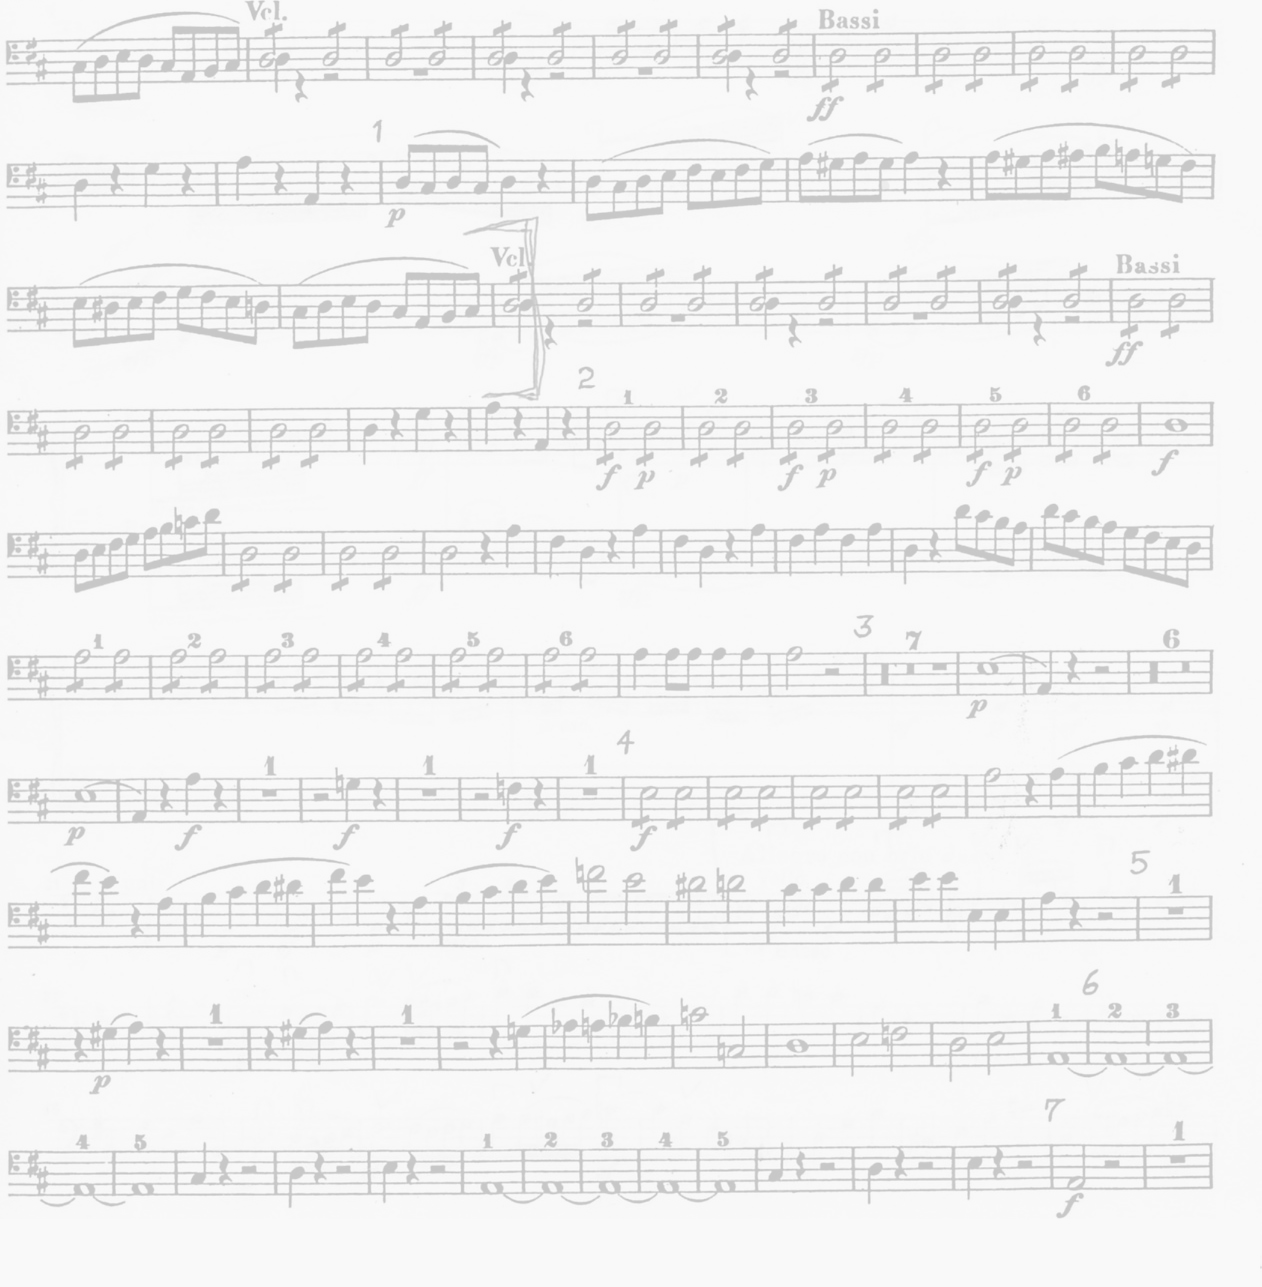 Vcl. Bassi
ff
1
p
Vcl. Bassi
ff
2 1 2 3 4 5 6
f p f p f p f
1 2 3 4 5 6 3 7 6
p
1 1 1 4
p f f f f
5 1
1 1 6 1 2 3
p
4 5 1 2 3 4 5 7 1
f